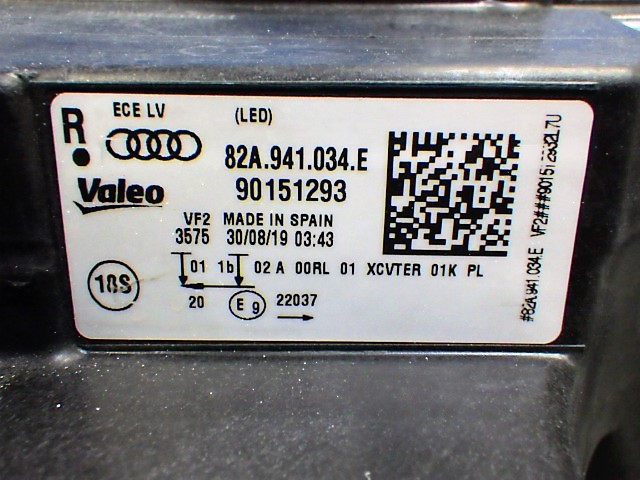 ECE LV (LED)
R
82A.941.034.E
Valeo 90151293
VF2 MADE IN SPAIN
3575 30/08/19 03:43
01 1b 02 A 00RL 01 XCVTER 01K PL
18S
20 E 9 22037
#82A.941.034.E VF2###90151293